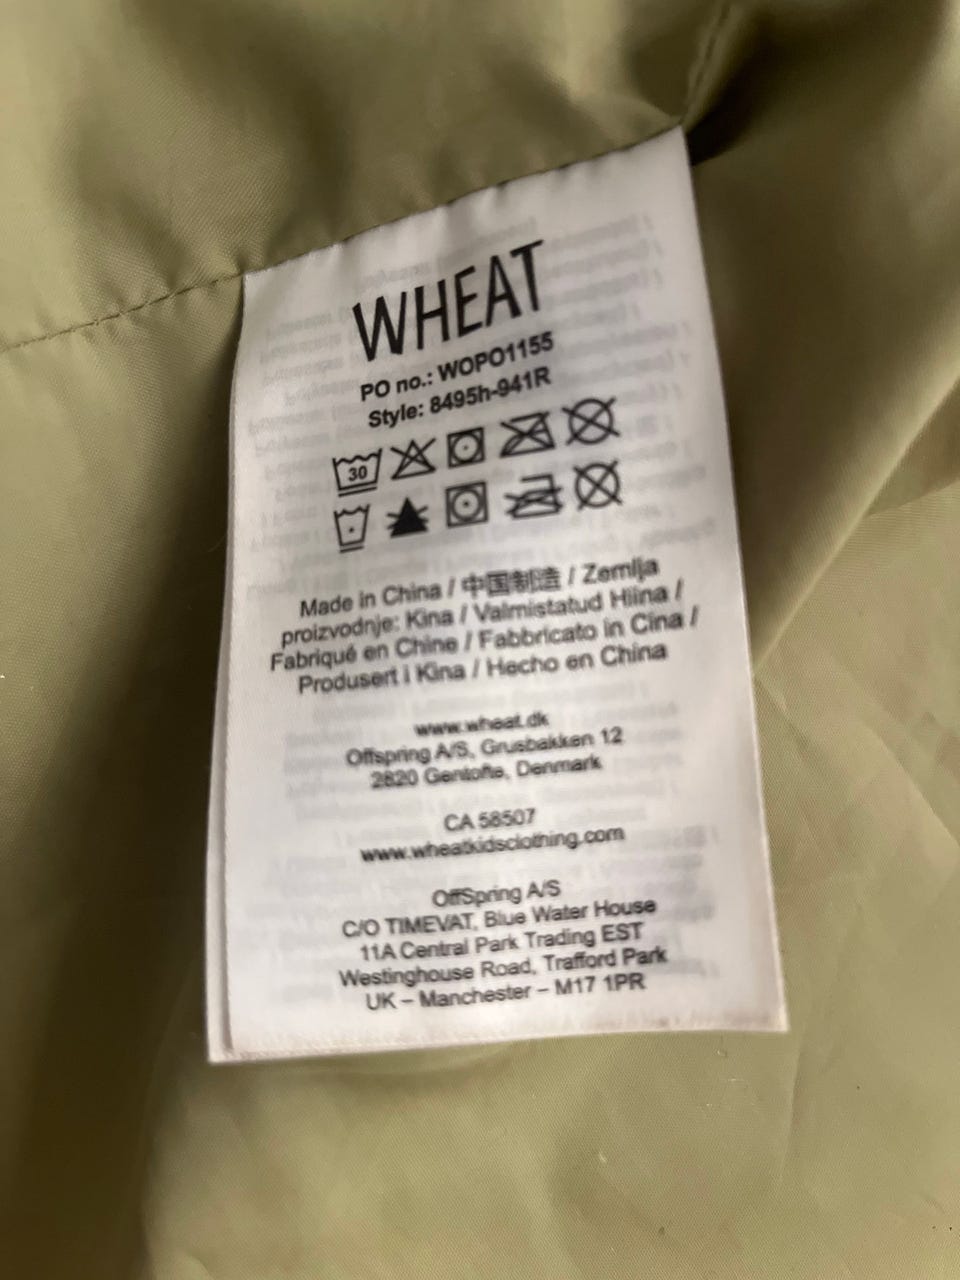 WHEAT
PO no.: WOPO1155
Style: 8495h-941R
30
Made in China / 中国制造 / Zemlja
proizvodnje: Kina / Valmistatud Hiina /
Fabriqué en Chine / Fabbricato in Cina /
Produsert i Kina / Hecho en China
www.wheat.dk
Offspring A/S, Grusbakken 12
2820 Gentofte, Denmark
CA 58507
www.wheatkidsclothing.com
OffSpring A/S
C/O TIMEVAT, Blue Water House
11A Central Park Trading EST
Westinghouse Road, Trafford Park
UK – Manchester – M17 1PR